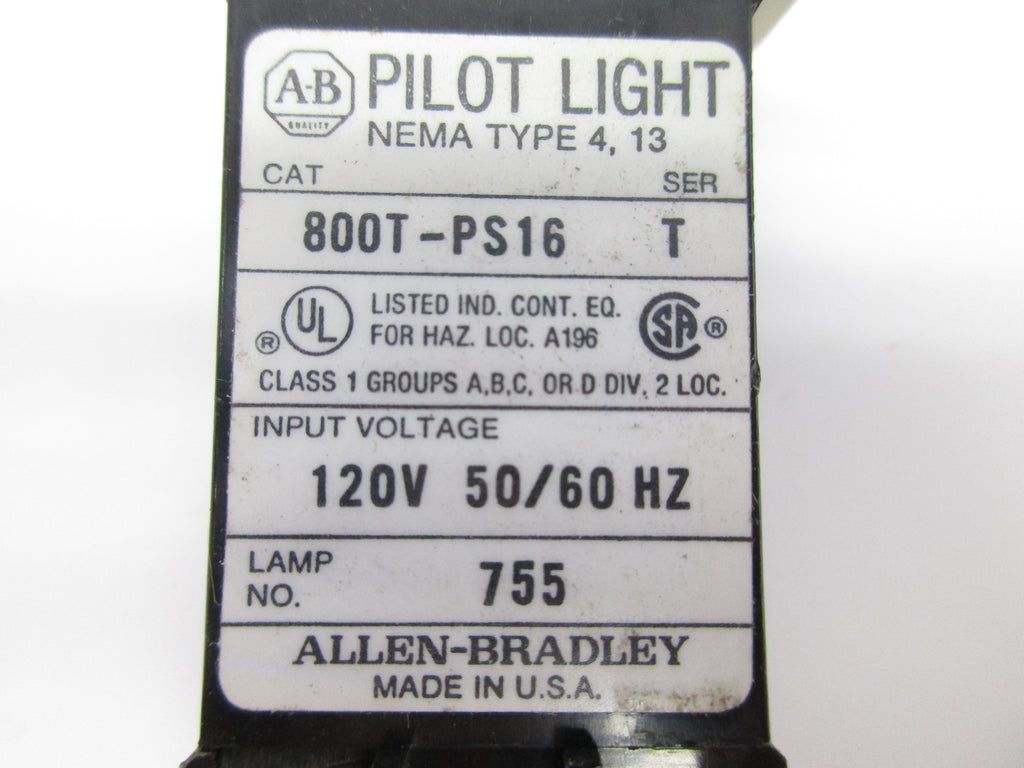 A-B QUALITY
PILOT LIGHT
NEMA TYPE 4, 13
CAT SER
800T-PS16 T
® UL LISTED IND. CONT. EQ. SA ®
FOR HAZ. LOC. A196
CLASS 1 GROUPS A,B,C, OR D DIV. 2 LOC.
INPUT VOLTAGE
120V 50/60 HZ
LAMP
NO. 755
ALLEN-BRADLEY
MADE IN U.S.A.